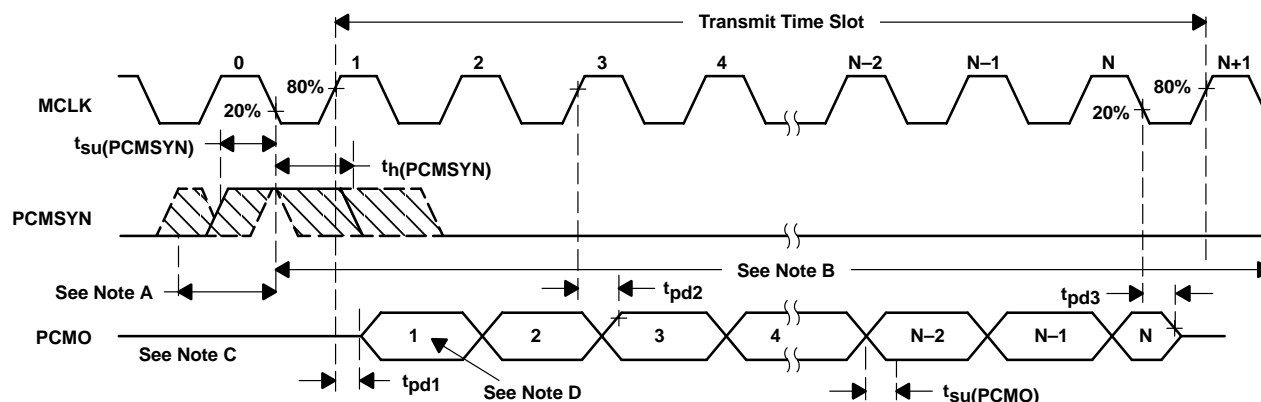 Transmit Time Slot
0 1 2 3 4 N–2 N–1 N N+1
MCLK
80% 80%
20% 20%
tsu(PCMSYN)
th(PCMSYN)
PCMSYN
See Note B
See Note A
tpd2 tpd3
PCMO
1 2 3 4 N–2 N–1 N
See Note C
tpd1
See Note D
tsu(PCMO)